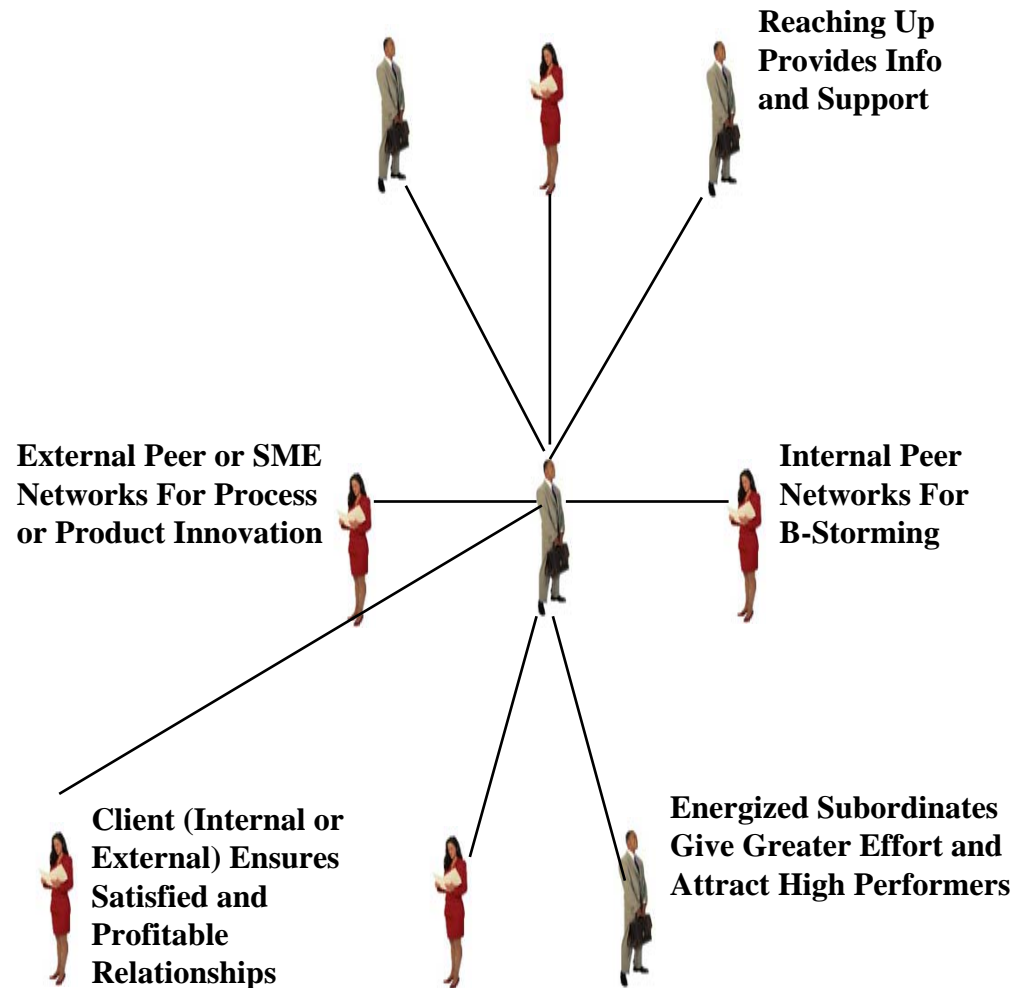 Reaching Up
Provides Info
and Support
External Peer or SME
Networks For Process
or Product Innovation
Internal Peer
Networks For
B-Storming
Client (Internal or
External) Ensures
Satisfied and
Profitable
Relationships
Energized Subordinates
Give Greater Effort and
Attract High Performers